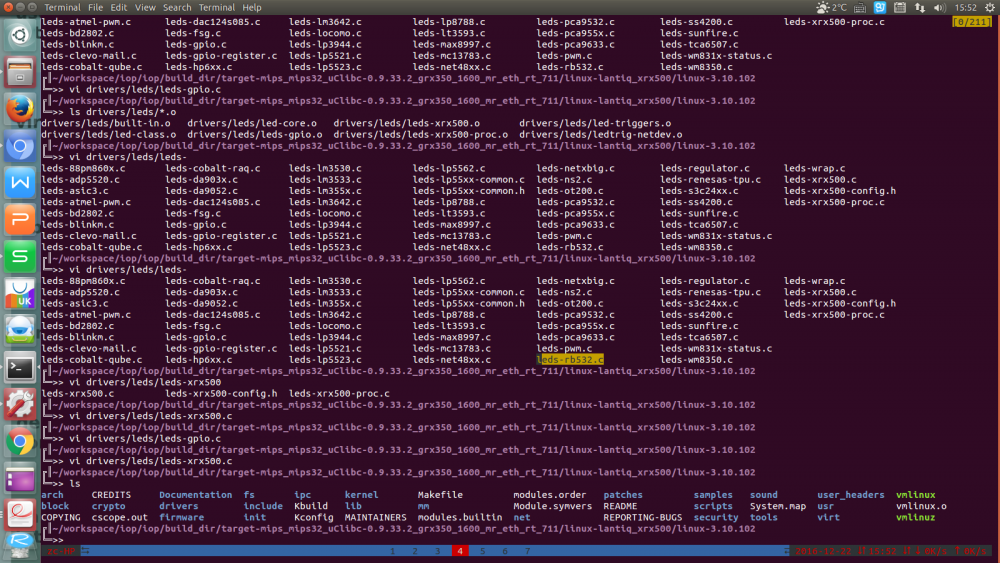 Terminal File Edit View Search Terminal Help 2°C 15:52
leds-atmel-pwm.c leds-dac124s085.c leds-lm3642.c leds-lp8788.c leds-pca9532.c leds-ss4200.c leds-xrx500-proc.c [0/211]
leds-bd2802.c leds-fsg.c leds-locomo.c leds-lt3593.c leds-pca955x.c leds-sunfire.c
leds-blinkm.c leds-gpio.c leds-lp3944.c leds-max8997.c leds-pca9633.c leds-tca6507.c
leds-clevo-mail.c leds-gpio-register.c leds-lp5521.c leds-mc13783.c leds-pwm.c leds-wm831x-status.c
leds-cobalt-qube.c leds-hp6xx.c leds-lp5523.c leds-net48xx.c leds-rb532.c leds-wm8350.c
╔║~/workspace/iop/iop/build_dir/target-mips_mips32_uClibc-0.9.33.2_grx350_1600_mr_eth_rt_711/linux-lantiq_xrx500/linux-3.10.102
╚═>> vi drivers/leds/leds-gpio.c
╔║~/workspace/iop/iop/build_dir/target-mips_mips32_uClibc-0.9.33.2_grx350_1600_mr_eth_rt_711/linux-lantiq_xrx500/linux-3.10.102
╚═>> ls drivers/leds/*.o
drivers/leds/built-in.o drivers/leds/led-core.o drivers/leds/leds-xrx500.o drivers/leds/led-triggers.o
drivers/leds/led-class.o drivers/leds/leds-gpio.o drivers/leds/leds-xrx500-proc.o drivers/leds/ledtrig-netdev.o
╔║~/workspace/iop/iop/build_dir/target-mips_mips32_uClibc-0.9.33.2_grx350_1600_mr_eth_rt_711/linux-lantiq_xrx500/linux-3.10.102
╚═>> vi drivers/leds/leds-
leds-88pm860x.c leds-cobalt-raq.c leds-lm3530.c leds-lp5562.c leds-netxbig.c leds-regulator.c leds-wrap.c
leds-adp5520.c leds-da903x.c leds-lm3533.c leds-lp55xx-common.c leds-ns2.c leds-renesas-tpu.c leds-xrx500.c
leds-asic3.c leds-da9052.c leds-lm355x.c leds-lp55xx-common.h leds-ot200.c leds-s3c24xx.c leds-xrx500-config.h
leds-atmel-pwm.c leds-dac124s085.c leds-lm3642.c leds-lp8788.c leds-pca9532.c leds-ss4200.c leds-xrx500-proc.c
leds-bd2802.c leds-fsg.c leds-locomo.c leds-lt3593.c leds-pca955x.c leds-sunfire.c
leds-blinkm.c leds-gpio.c leds-lp3944.c leds-max8997.c leds-pca9633.c leds-tca6507.c
leds-clevo-mail.c leds-gpio-register.c leds-lp5521.c leds-mc13783.c leds-pwm.c leds-wm831x-status.c
leds-cobalt-qube.c leds-hp6xx.c leds-lp5523.c leds-net48xx.c leds-rb532.c leds-wm8350.c
╔║~/workspace/iop/iop/build_dir/target-mips_mips32_uClibc-0.9.33.2_grx350_1600_mr_eth_rt_711/linux-lantiq_xrx500/linux-3.10.102
╚═>> vi drivers/leds/leds-
leds-88pm860x.c leds-cobalt-raq.c leds-lm3530.c leds-lp5562.c leds-netxbig.c leds-regulator.c leds-wrap.c
leds-adp5520.c leds-da903x.c leds-lm3533.c leds-lp55xx-common.c leds-ns2.c leds-renesas-tpu.c leds-xrx500.c
leds-asic3.c leds-da9052.c leds-lm355x.c leds-lp55xx-common.h leds-ot200.c leds-s3c24xx.c leds-xrx500-config.h
leds-atmel-pwm.c leds-dac124s085.c leds-lm3642.c leds-lp8788.c leds-pca9532.c leds-ss4200.c leds-xrx500-proc.c
leds-bd2802.c leds-fsg.c leds-locomo.c leds-lt3593.c leds-pca955x.c leds-sunfire.c
leds-blinkm.c leds-gpio.c leds-lp3944.c leds-max8997.c leds-pca9633.c leds-tca6507.c
leds-clevo-mail.c leds-gpio-register.c leds-lp5521.c leds-mc13783.c leds-pwm.c leds-wm831x-status.c
leds-cobalt-qube.c leds-hp6xx.c leds-lp5523.c leds-net48xx.c leds-rb532.c leds-wm8350.c
╔║~/workspace/iop/iop/build_dir/target-mips_mips32_uClibc-0.9.33.2_grx350_1600_mr_eth_rt_711/linux-lantiq_xrx500/linux-3.10.102
╚═>> vi drivers/leds/leds-xrx500
leds-xrx500.c leds-xrx500-config.h leds-xrx500-proc.c
╔║~/workspace/iop/iop/build_dir/target-mips_mips32_uClibc-0.9.33.2_grx350_1600_mr_eth_rt_711/linux-lantiq_xrx500/linux-3.10.102
╚═>> vi drivers/leds/leds-xrx500.c
╔║~/workspace/iop/iop/build_dir/target-mips_mips32_uClibc-0.9.33.2_grx350_1600_mr_eth_rt_711/linux-lantiq_xrx500/linux-3.10.102
╚═>> vi drivers/leds/leds-gpio.c
╔║~/workspace/iop/iop/build_dir/target-mips_mips32_uClibc-0.9.33.2_grx350_1600_mr_eth_rt_711/linux-lantiq_xrx500/linux-3.10.102
╚═>> vi drivers/leds/leds-xrx500.c
╔║~/workspace/iop/iop/build_dir/target-mips_mips32_uClibc-0.9.33.2_grx350_1600_mr_eth_rt_711/linux-lantiq_xrx500/linux-3.10.102
╚═>> ls
arch CREDITS Documentation fs ipc kernel Makefile modules.order patches samples sound user_headers vmlinux
block crypto drivers include Kbuild lib mm Module.symvers README scripts System.map usr vmlinux.o
COPYING cscope.out firmware init Kconfig MAINTAINERS modules.builtin net REPORTING-BUGS security tools virt vmlinuz
╔║~/workspace/iop/iop/build_dir/target-mips_mips32_uClibc-0.9.33.2_grx350_1600_mr_eth_rt_711/linux-lantiq_xrx500/linux-3.10.102
╚═>>
1 2 3 4 5 6 7